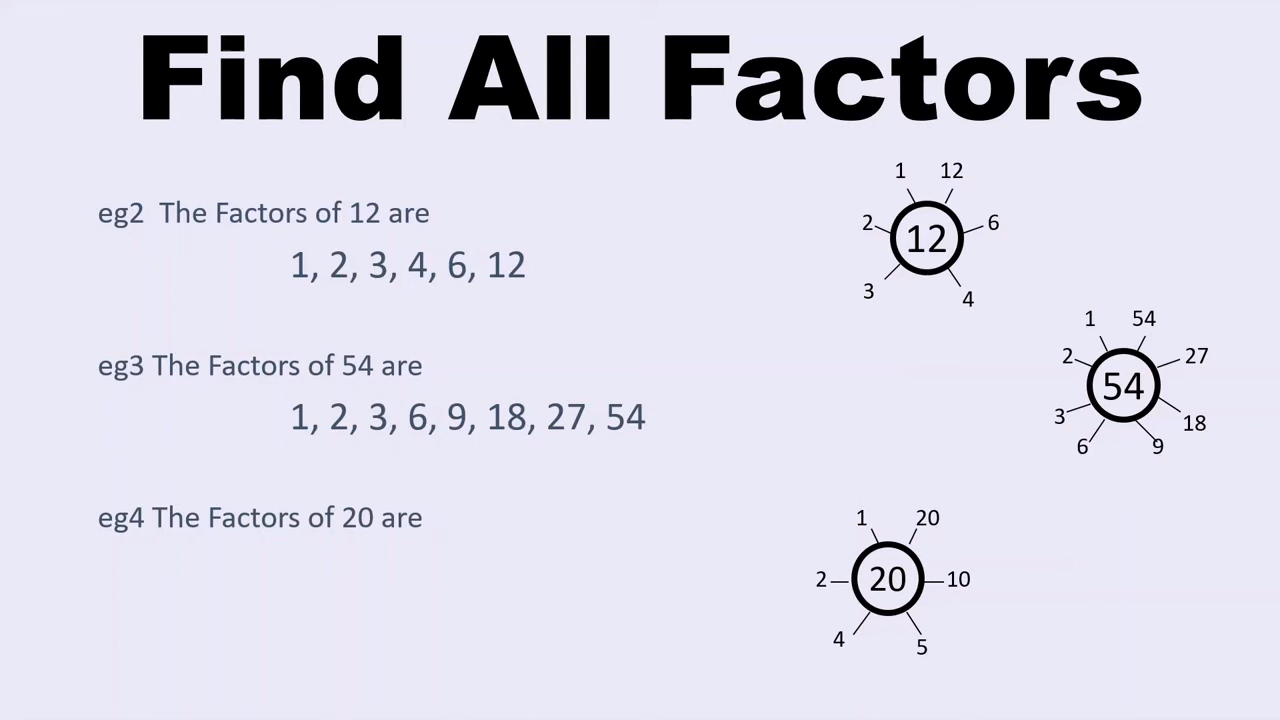 Find All Factors
eg2  The Factors of 12 are
1, 2, 3, 4, 6, 12
1 12
2 12 6
3 4
eg3 The Factors of 54 are
1, 2, 3, 6, 9, 18, 27, 54
1 54
2 27
54
3 18
6 9
eg4 The Factors of 20 are
1 20
2 20 10
4 5